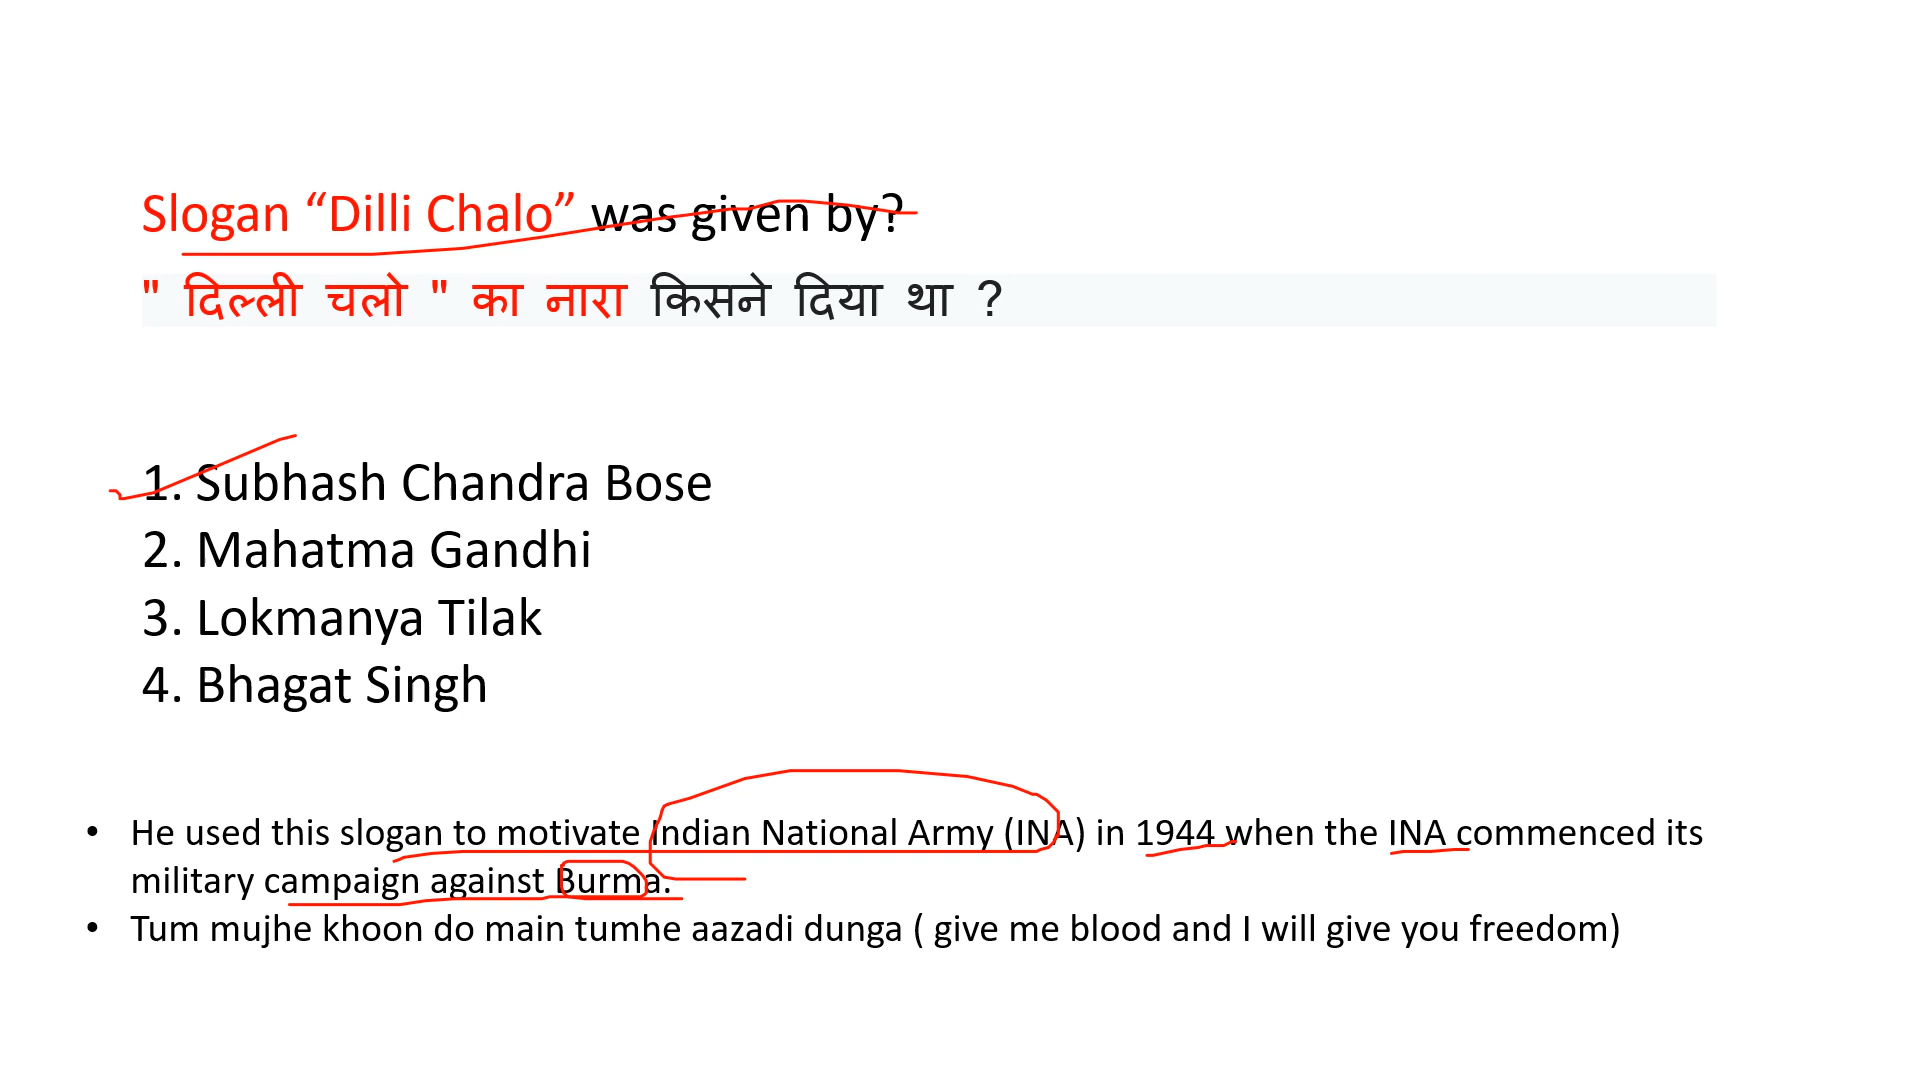 Slogan “Dilli Chalo” was given by?
" दिल्ली चलो " का नारा किसने दिया था ?
1. Subhash Chandra Bose
2. Mahatma Gandhi
3. Lokmanya Tilak
4. Bhagat Singh
• He used this slogan to motivate Indian National Army (INA) in 1944 when the INA commenced its
military campaign against Burma.
• Tum mujhe khoon do main tumhe aazadi dunga ( give me blood and I will give you freedom)